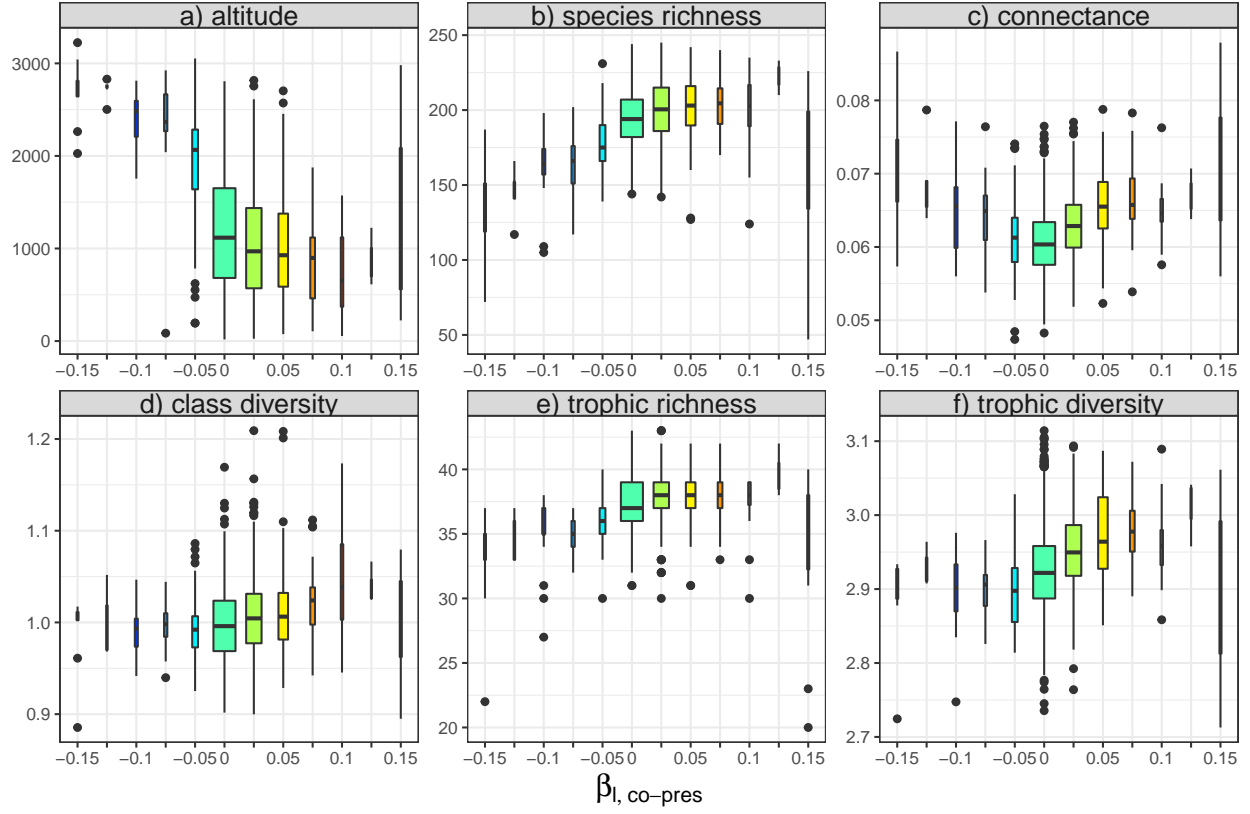 a) altitude
b) species richness
c) connectance
3000
2000
1000
0
250
200
150
100
50
0.08
0.07
0.06
0.05
−0.15 −0.1 −0.05 0 0.05 0.1 0.15
−0.15 −0.1 −0.05 0 0.05 0.1 0.15
−0.15 −0.1 −0.05 0 0.05 0.1 0.15
d) class diversity
e) trophic richness
f) trophic diversity
1.2
1.1
1.0
0.9
40
35
30
25
20
3.1
3.0
2.9
2.8
2.7
−0.15 −0.1 −0.05 0 0.05 0.1 0.15
−0.15 −0.1 −0.05 0 0.05 0.1 0.15
−0.15 −0.1 −0.05 0 0.05 0.1 0.15
βl, co−pres